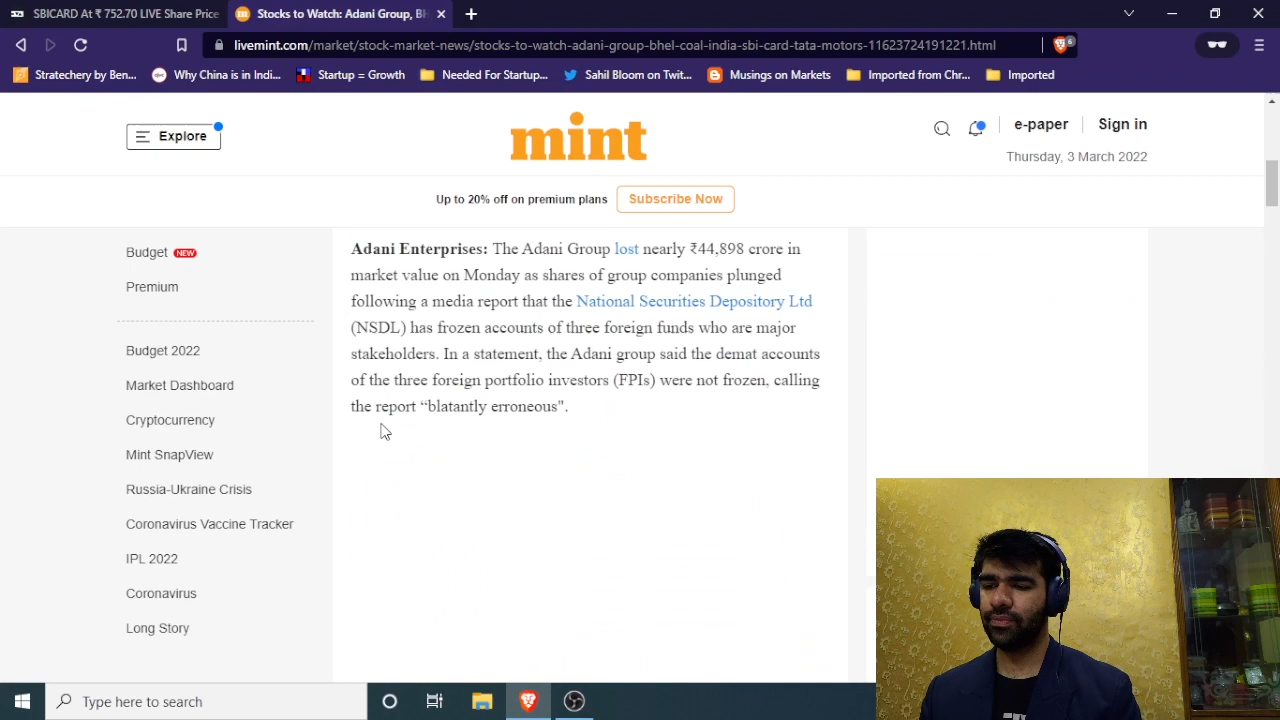 SBICARD At ₹ 752.70 LIVE Share Price
Stocks to Watch: Adani Group, BH
livemint.com/market/stock-market-news/stocks-to-watch-adani-group-bhel-coal-india-sbi-card-tata-motors-11623724191221.html
6
Stratechery by Ben...
Why China is in Indi...
Startup = Growth
Needed For Startup...
Sahil Bloom on Twit...
Musings on Markets
Imported from Chr...
Imported
Explore
mint
e-paper
Sign in
Thursday, 3 March 2022
Up to 20% off on premium plans
Subscribe Now
Budget NEW
Premium
Budget 2022
Market Dashboard
Cryptocurrency
Mint SnapView
Russia-Ukraine Crisis
Coronavirus Vaccine Tracker
IPL 2022
Coronavirus
Long Story
Adani Enterprises: The Adani Group lost nearly ₹44,898 crore in
market value on Monday as shares of group companies plunged
following a media report that the National Securities Depository Ltd
(NSDL) has frozen accounts of three foreign funds who are major
stakeholders. In a statement, the Adani group said the demat accounts
of the three foreign portfolio investors (FPIs) were not frozen, calling
the report “blatantly erroneous".
Type here to search